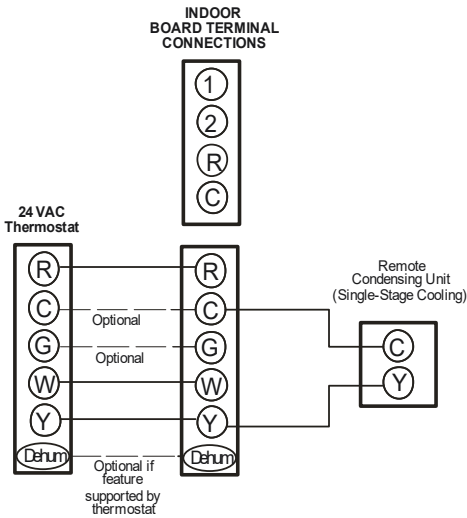 INDOOR
BOARD TERMINAL
CONNECTIONS
1
2
R
C
24 VAC
Thermostat
R
C
G
W
Y
Dehum
Optional
Optional
Optional if
feature
supported by
thermostat
R
C
G
W
Y
Dehum
Remote
Condensing Unit
(Single-Stage Cooling)
C
Y